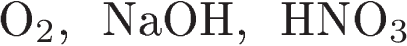 O₂, NaOH, HNO₃